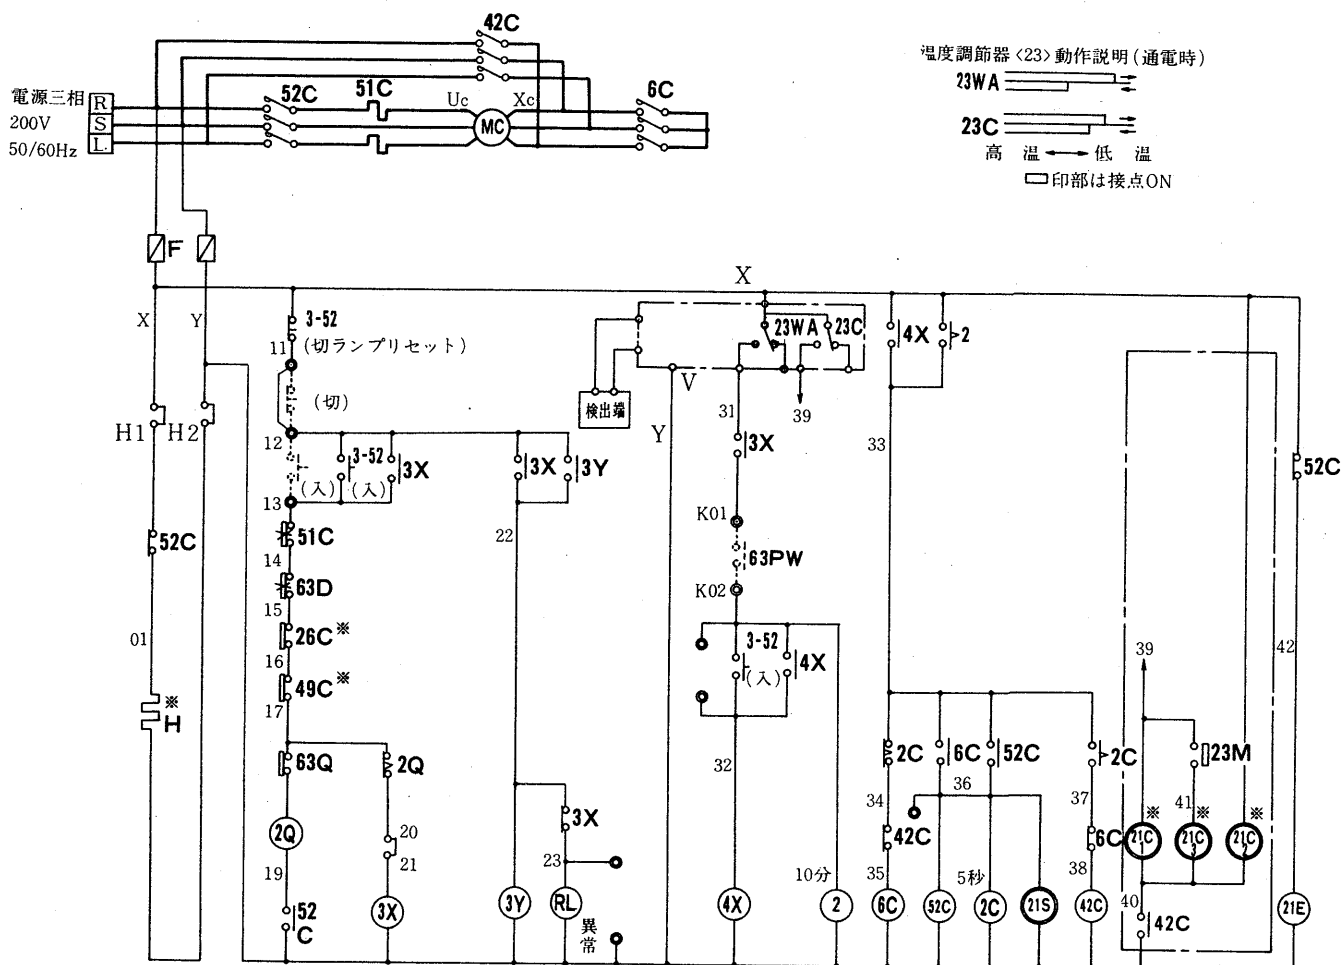 42C
電源三相 R
200V S
50/60Hz L
52C
51C
Uc
Xc
MC
6C
温度調節器〈23〉動作説明(通電時)
23WA
23C
高 温 低 温
印部は接点ON
F
X
Y
H1
H2
52C
01
※
H
3-52
11
(切ランプリセット)
(切)
12
(入)
3-52
(入)
3X
13
51C
14
63D
15
26C※
16
49C※
17
63Q
2Q
2Q
20
21
19
52
C
3X
3X
3Y
22
3X
23
3Y
RL
異常
検出端
X
23WA
23C
V
Y
31
39
3X
K01
63PW
K02
3-52
(入)
4X
32
10分
4X
2
4X
2
33
2C
6C
52C
2C
34
36
37
42C
6C
35
5秒
38
6C
52C
2C
21S
42C
39
23M
41
※
※
※
21C
1
21C
3
21C
2
40
42C
52C
42
21E